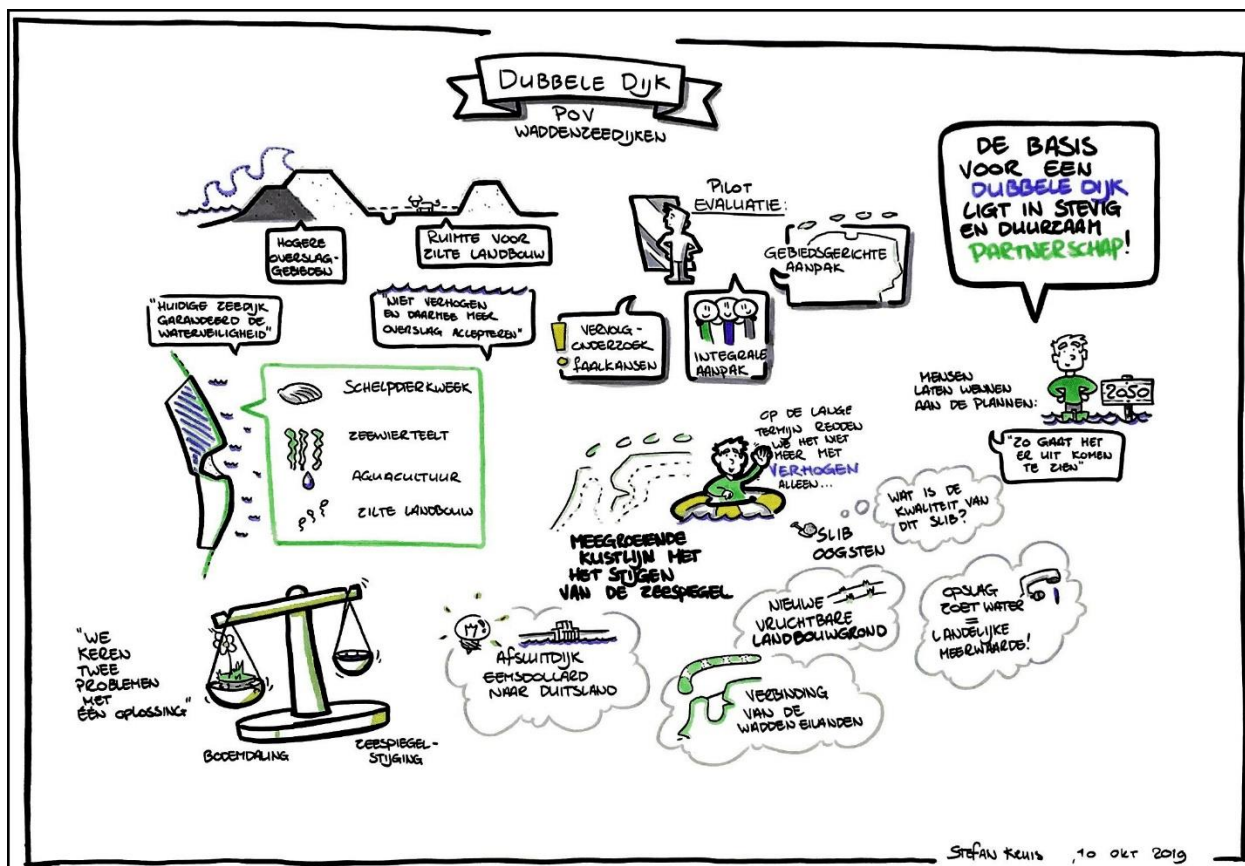 DUBBELE DIJK
POV
WADDENZEEDIJKEN
HOGERE
OVERSLAG-
GEBIEDEN
RUIMTE VOOR
ZILTE LANDBOUW
PILOT
EVALUATIE:
GEBIEDSGERICHTE
AANPAK
INTEGRALE
AANPAK
VERVOLG-
ONDERZOEK
FAALKANSEN
DE BASIS
VOOR EEN
DUBBELE DIJK
LIGT IN STEVIG
EN DUURZAAM
PARTNERSCHAP!
"HUIDIGE ZEEDIJK
GARANDEERD DE
WATERVEILIGHEID"
"NIET VERHOGEN
EN DAARMEE MEER
OVERSLAG ACCEPTEREN"
SCHELPDIERKWEEK
ZEEWIERTEELT
AQUACULTUUR
ZILTE LANDBOUW
MENSEN
LATEN WENNEN
AAN DE PLANNEN:
2050
"ZO GAAT HET
ER UIT KOMEN
TE ZIEN"
OP DE LANGE
TERMIJN REDDEN
WE HET NIET
MEER MET
VERHOGEN
ALLEEN...
MEEGROEIENDE
KUSTLIJN MET
HET STIJGEN
VAN DE ZEESPIEGEL
SLIB
OOGSTEN
WAT IS DE
KWALITEIT VAN
DIT SLIB?
NIEUWE
VRUCHTBARE
LANDBOUWGROND
OPSLAG
ZOET WATER
=
LANDELIJKE
MEERWAARDE!
"WE
KEREN
TWEE
PROBLEMEN
MET
ÉÉN OPLOSSING"
BODEMDALING
ZEESPIEGEL-
STIJGING
AFSLUITDIJK
EEMSDOLLARD
NAAR DUITSLAND
VERBINDING
VAN DE
WADDENEILANDEN
STEFAN KRUIS 10 OKT 2019